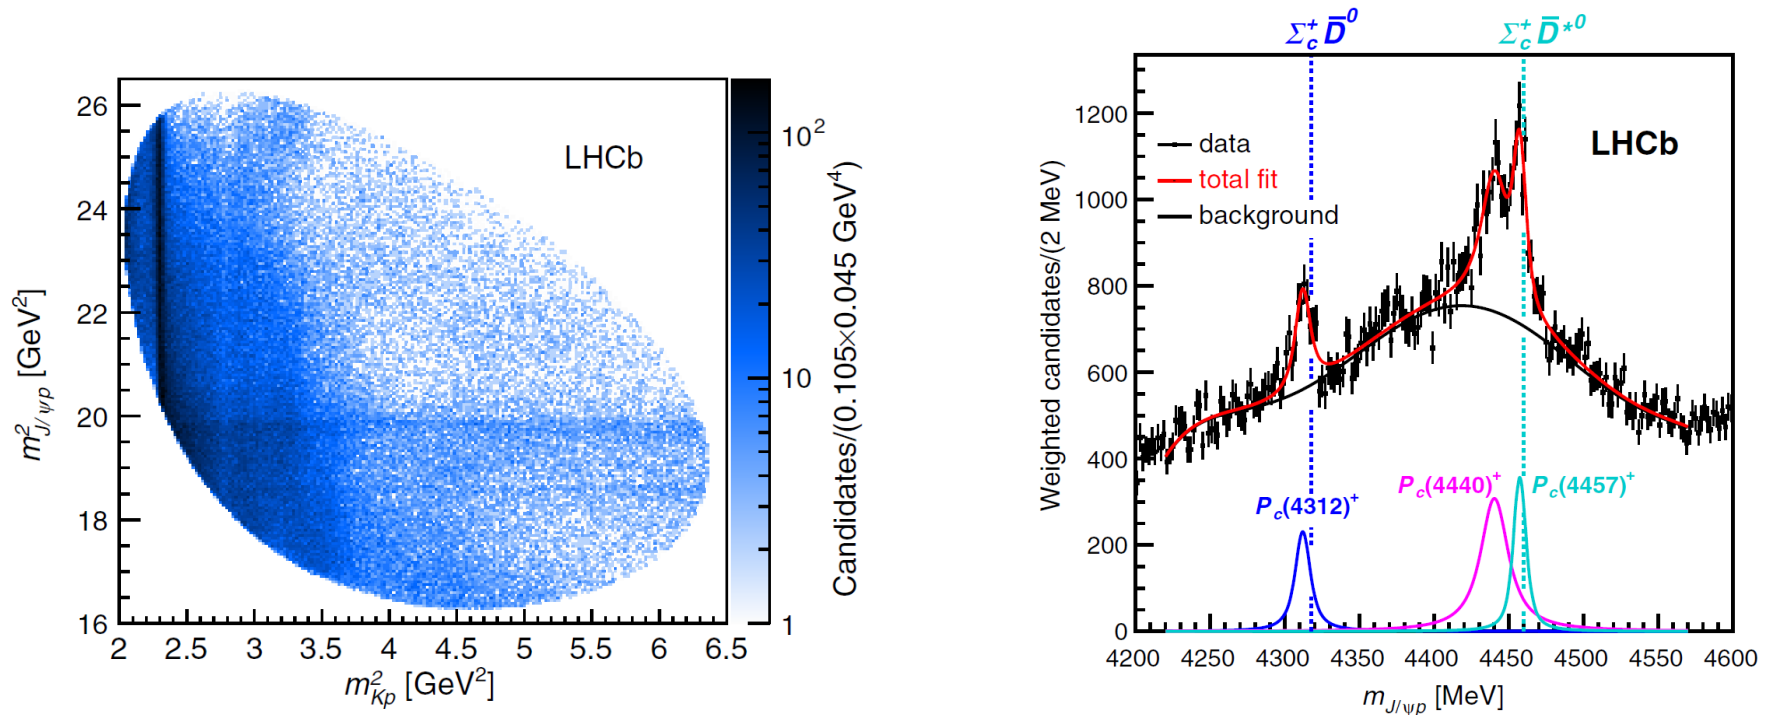 26
24
22
20
18
16
m²J/ψp [GeV²]
2 2.5 3 3.5 4 4.5 5 5.5 6 6.5
m²Kp [GeV²]
LHCb
10²
10
1
Candidates/(0.105×0.045 GeV⁴)
Σc⁺ D̅⁰ Σc⁺ D̅*⁰
1200
1000
800
600
400
200
0
Weighted candidates/(2 MeV)
data
total fit
background
LHCb
Pc(4312)⁺
Pc(4440)⁺
Pc(4457)⁺
4200 4250 4300 4350 4400 4450 4500 4550 4600
mJ/ψp [MeV]